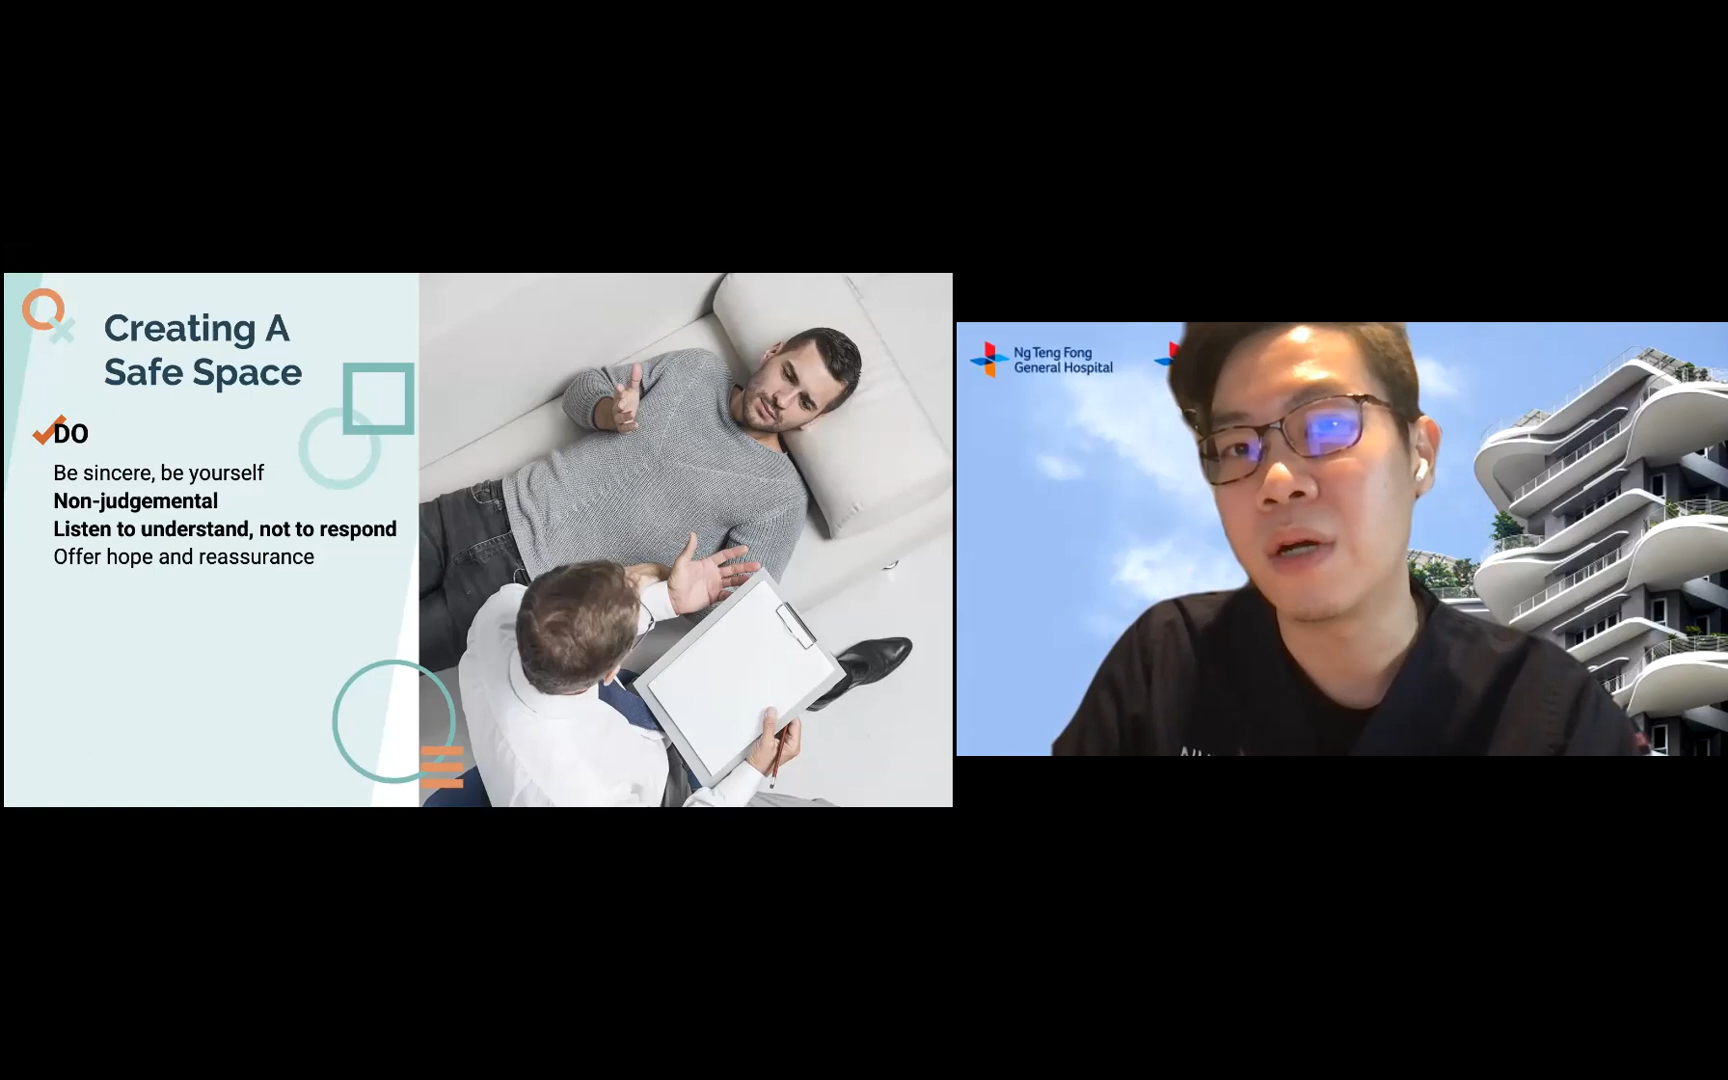 Creating A
Safe Space
DO
Be sincere, be yourself
Non-judgemental
Listen to understand, not to respond
Offer hope and reassurance
Ng Teng Fong
General Hospital